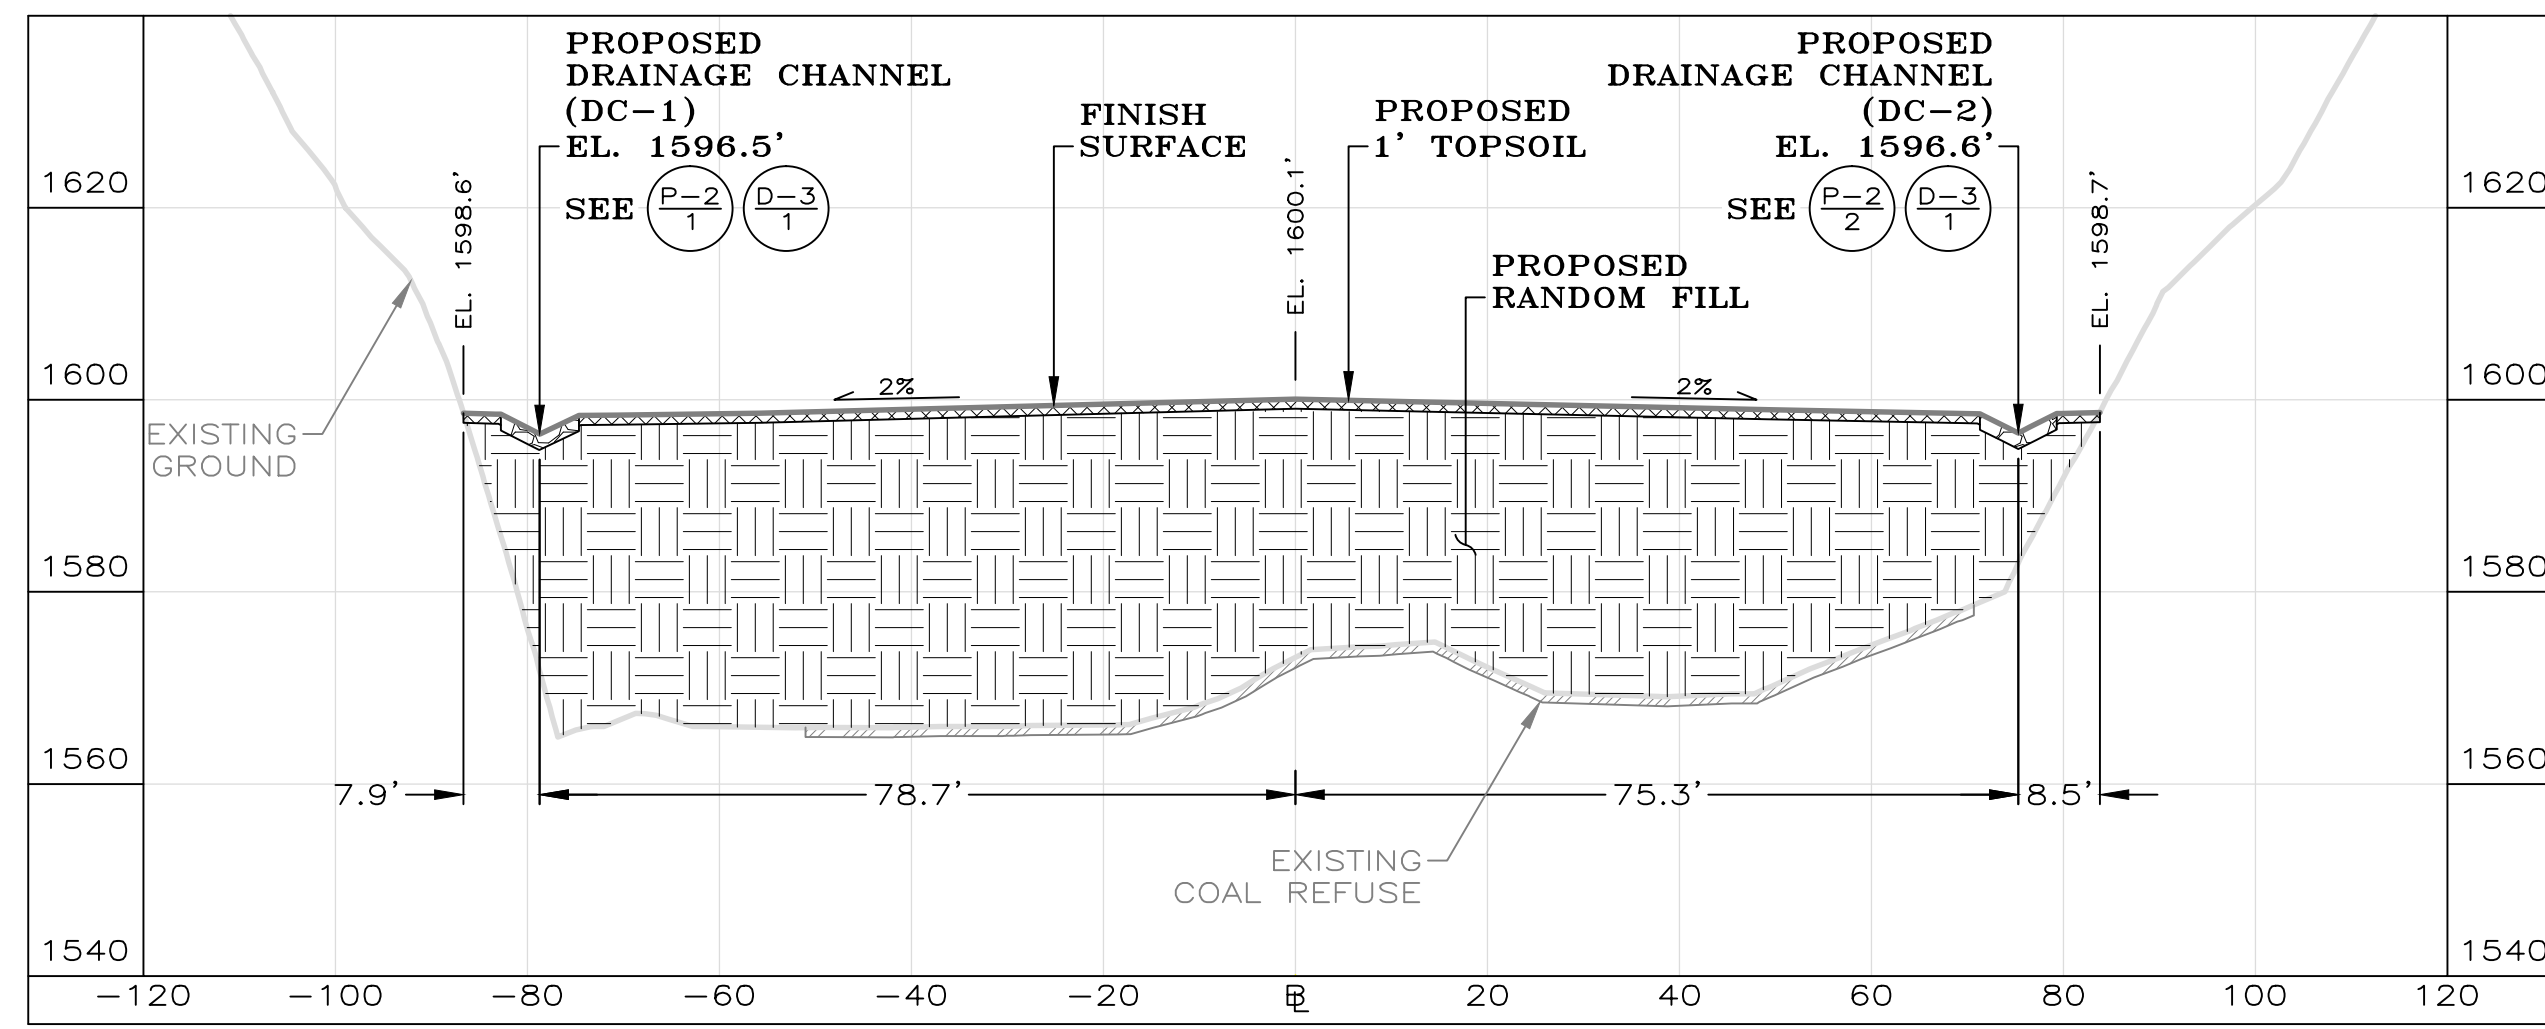 PROPOSED
DRAINAGE CHANNEL
(DC-1)
EL. 1596.5'
SEE P-2/1 D-3/1
FINISH
SURFACE
PROPOSED
1' TOPSOIL
PROPOSED
DRAINAGE CHANNEL
(DC-2)
EL. 1596.6'
SEE P-2/2 D-3/1
PROPOSED
RANDOM FILL
EL. 1598.6'
EL. 1600.1'
EL. 1598.7'
2%
2%
EXISTING
GROUND
7.9'
78.7'
75.3'
8.5'
EXISTING
COAL REFUSE
1620
1600
1580
1560
1540
1620
1600
1580
1560
1540
-120 -100 -80 -60 -40 -20 BL 20 40 60 80 100 120